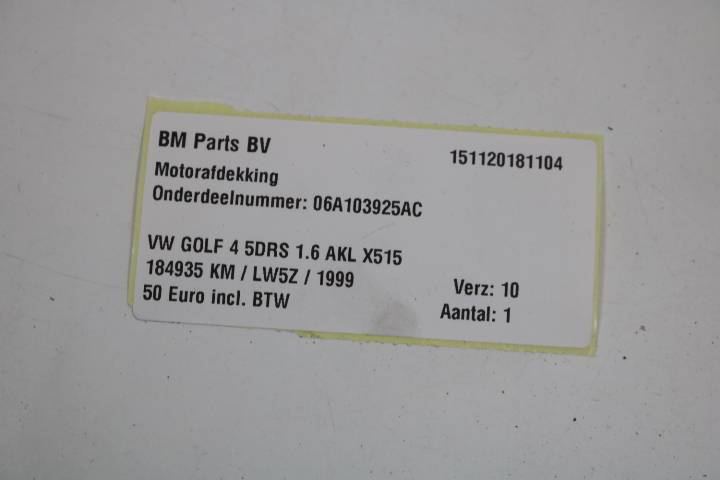 BM Parts BV 151120181104
Motorafdekking
Onderdeelnummer: 06A103925AC
VW GOLF 4 5DRS 1.6 AKL X515
184935 KM / LW5Z / 1999 Verz: 10
50 Euro incl. BTW Aantal: 1